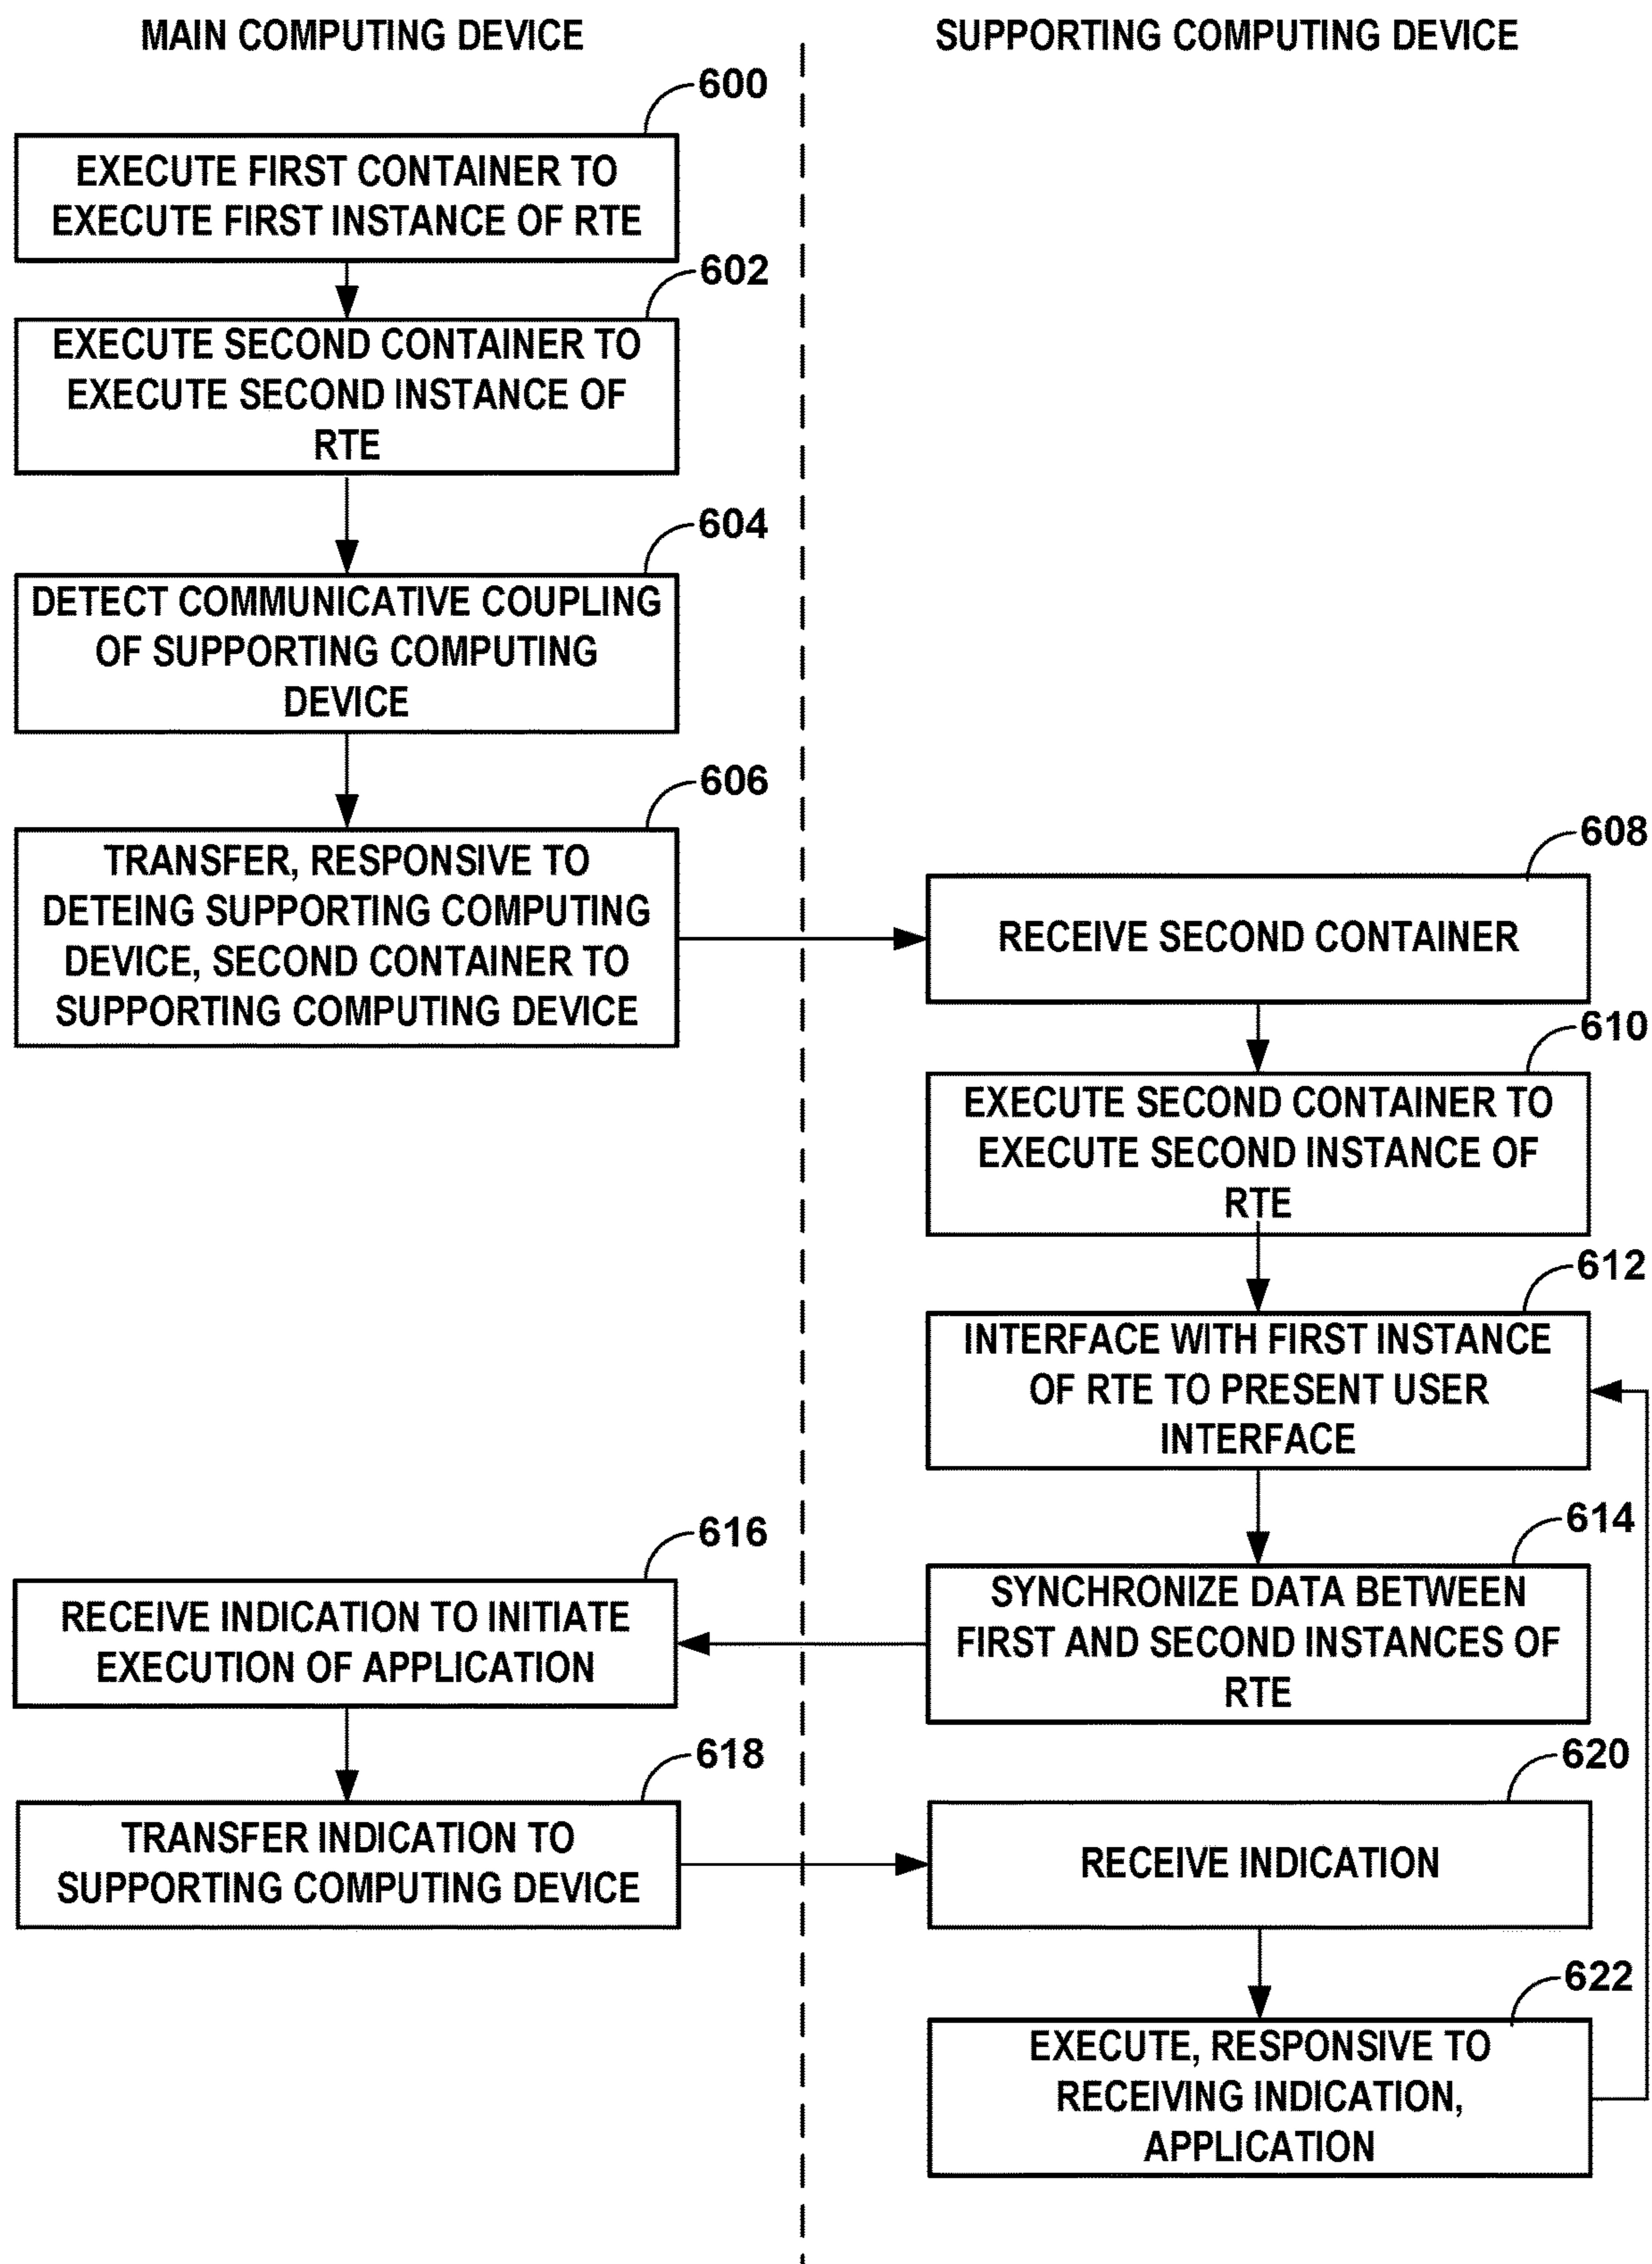 MAIN COMPUTING DEVICE
SUPPORTING COMPUTING DEVICE
600
EXECUTE FIRST CONTAINER TO
EXECUTE FIRST INSTANCE OF RTE
602
EXECUTE SECOND CONTAINER TO
EXECUTE SECOND INSTANCE OF
RTE
604
DETECT COMMUNICATIVE COUPLING
OF SUPPORTING COMPUTING
DEVICE
606
TRANSFER, RESPONSIVE TO
DETEING SUPPORTING COMPUTING
DEVICE, SECOND CONTAINER TO
SUPPORTING COMPUTING DEVICE
608
RECEIVE SECOND CONTAINER
610
EXECUTE SECOND CONTAINER TO
EXECUTE SECOND INSTANCE OF
RTE
612
INTERFACE WITH FIRST INSTANCE
OF RTE TO PRESENT USER
INTERFACE
614
SYNCHRONIZE DATA BETWEEN
FIRST AND SECOND INSTANCES OF
RTE
616
RECEIVE INDICATION TO INITIATE
EXECUTION OF APPLICATION
618
TRANSFER INDICATION TO
SUPPORTING COMPUTING DEVICE
620
RECEIVE INDICATION
622
EXECUTE, RESPONSIVE TO
RECEIVING INDICATION,
APPLICATION